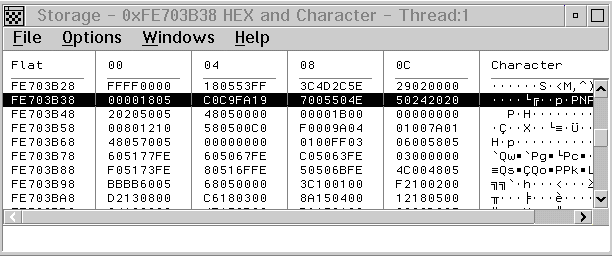 Storage - 0xFE703B38 HEX and Character - Thread:1
File Options Windows Help
Flat 00 04 08 0C Character
FE703B28 FFFF0000 180553FF 3C4D2C5E 29020000 ······S·<M,^)
FE703B38 00001805 C0C9FA19 7005504E 50242020 ····└╔·p·PNP
FE703B48 20205005 48050000 00001B00 00000000 P·H·······
FE703B58 00801210 580500C0 F0009A04 01007A01 ·Ç··X··└≡·Ü·
FE703B68 48057005 00000000 0100FF03 06005805 H·p·········
FE703B78 605177FE 605067FE C05063FE 03000000 `Qw▪`Pg▪└Pc▪·
FE703B88 F05173FE 80516FFE 50506BFE 4C004805 ≡Qs▪ÇQo▪PPk▪L
FE703B98 BBBB6005 68050000 3C100100 F2100200 ╗╗`·h···<···≥
FE703BA8 D2130800 C6180300 8A150400 12180500 ╥···╞···è····